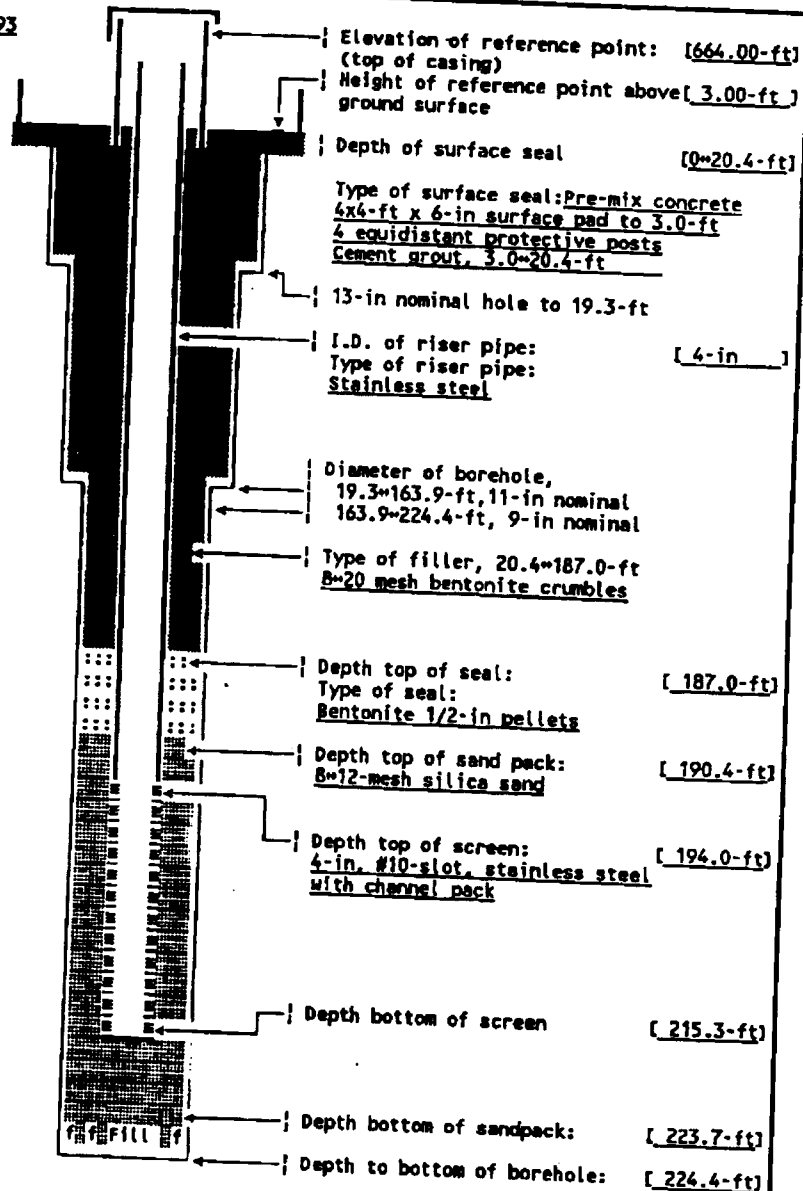 93
Elevation of reference point: [664.00-ft]
(top of casing)
Height of reference point above[ 3.00-ft ]
ground surface
Depth of surface seal [0↔20.4-ft]
Type of surface seal:Pre-mix concrete
4x4-ft x 6-in surface pad to 3.0-ft
4 equidistant protective posts
Cement grout, 3.0↔20.4-ft
13-in nominal hole to 19.3-ft
I.D. of riser pipe: [ 4-in ]
Type of riser pipe:
Stainless steel
Diameter of borehole,
19.3↔163.9-ft,11-in nominal
163.9↔224.4-ft, 9-in nominal
Type of filler, 20.4↔187.0-ft
8↔20 mesh bentonite crumbles
Depth top of seal: [ 187.0-ft]
Type of seal:
Bentonite 1/2-in pellets
Depth top of sand pack: [ 190.4-ft]
8↔12-mesh silica sand
Depth top of screen: [ 194.0-ft]
4-in, #10-slot, stainless steel
with channel pack
Depth bottom of screen [ 215.3-ft]
Depth bottom of sandpack: [ 223.7-ft]
f f Fill f
Depth to bottom of borehole: [ 224.4-ft]